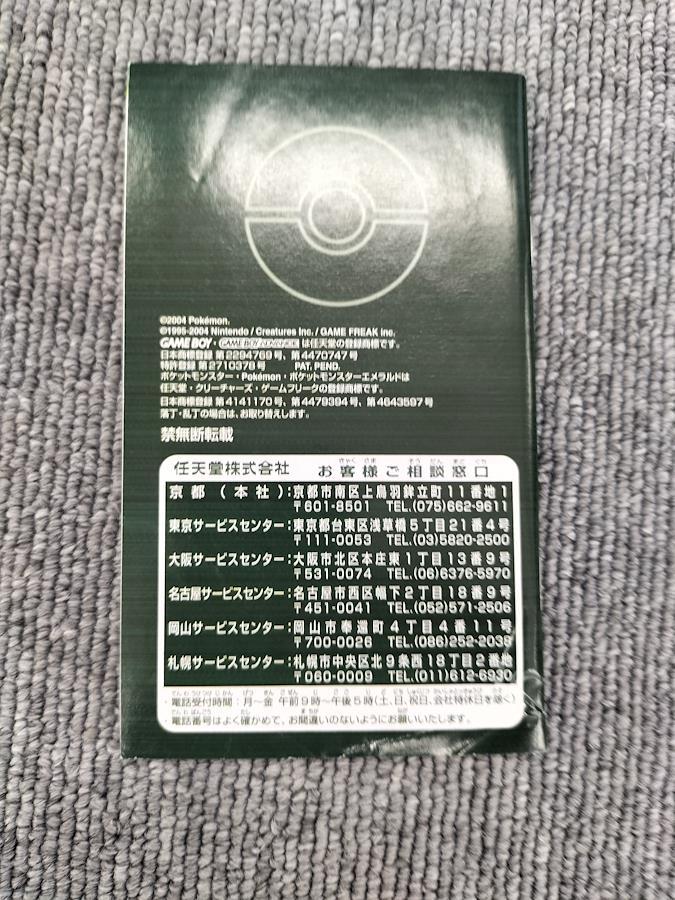 ©2004 Pokémon.
©1995-2004 Nintendo / Creatures Inc. / GAME FREAK inc.
GAME BOY・GAME BOY ADVANCE は任天堂の登録商標です。
日本商標登録 第2294769号、第4470747号
特許登録 第2710378号 PAT. PEND.
ポケットモンスター・Pokémon・ポケットモンスターエメラルドは
任天堂・クリーチャーズ・ゲームフリークの登録商標です。
日本商標登録 第4141170号、第4479394号、第4643597号
落丁・乱丁の場合は、お取り替えします。
禁無断転載
任天堂株式会社 お客様ご相談窓口
京都(本社):京都市南区上鳥羽鉾立町11番地1
〒601-8501 TEL.(075)662-9611
東京サービスセンター:東京都台東区浅草橋5丁目21番4号
〒111-0053 TEL.(03)5820-2500
大阪サービスセンター:大阪市北区本庄東1丁目13番9号
〒531-0074 TEL.(06)6376-5970
名古屋サービスセンター:名古屋市西区幅下2丁目18番9号
〒451-0041 TEL.(052)571-2506
岡山サービスセンター:岡山市奉還町4丁目4番11号
〒700-0026 TEL.(086)252-2038
札幌サービスセンター:札幌市中央区北9条西18丁目2番地
〒060-0009 TEL.(011)612-6930
・電話受付時間:月~金 午前9時~午後5時(土、日、祝日、会社特休日を除く)
・電話番号はよく確かめて、お間違いのないようにお願いいたします。